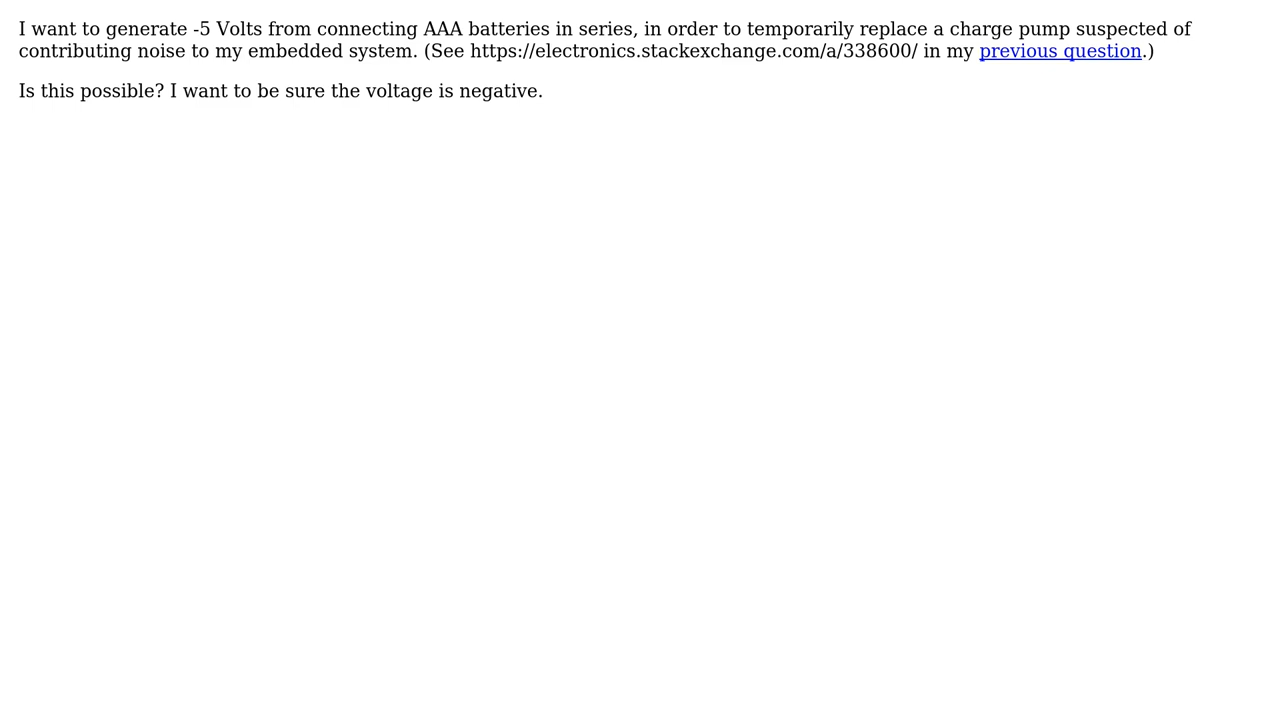 I want to generate -5 Volts from connecting AAA batteries in series, in order to temporarily replace a charge pump suspected of
contributing noise to my embedded system. (See https://electronics.stackexchange.com/a/338600/ in my previous question.)
Is this possible? I want to be sure the voltage is negative.